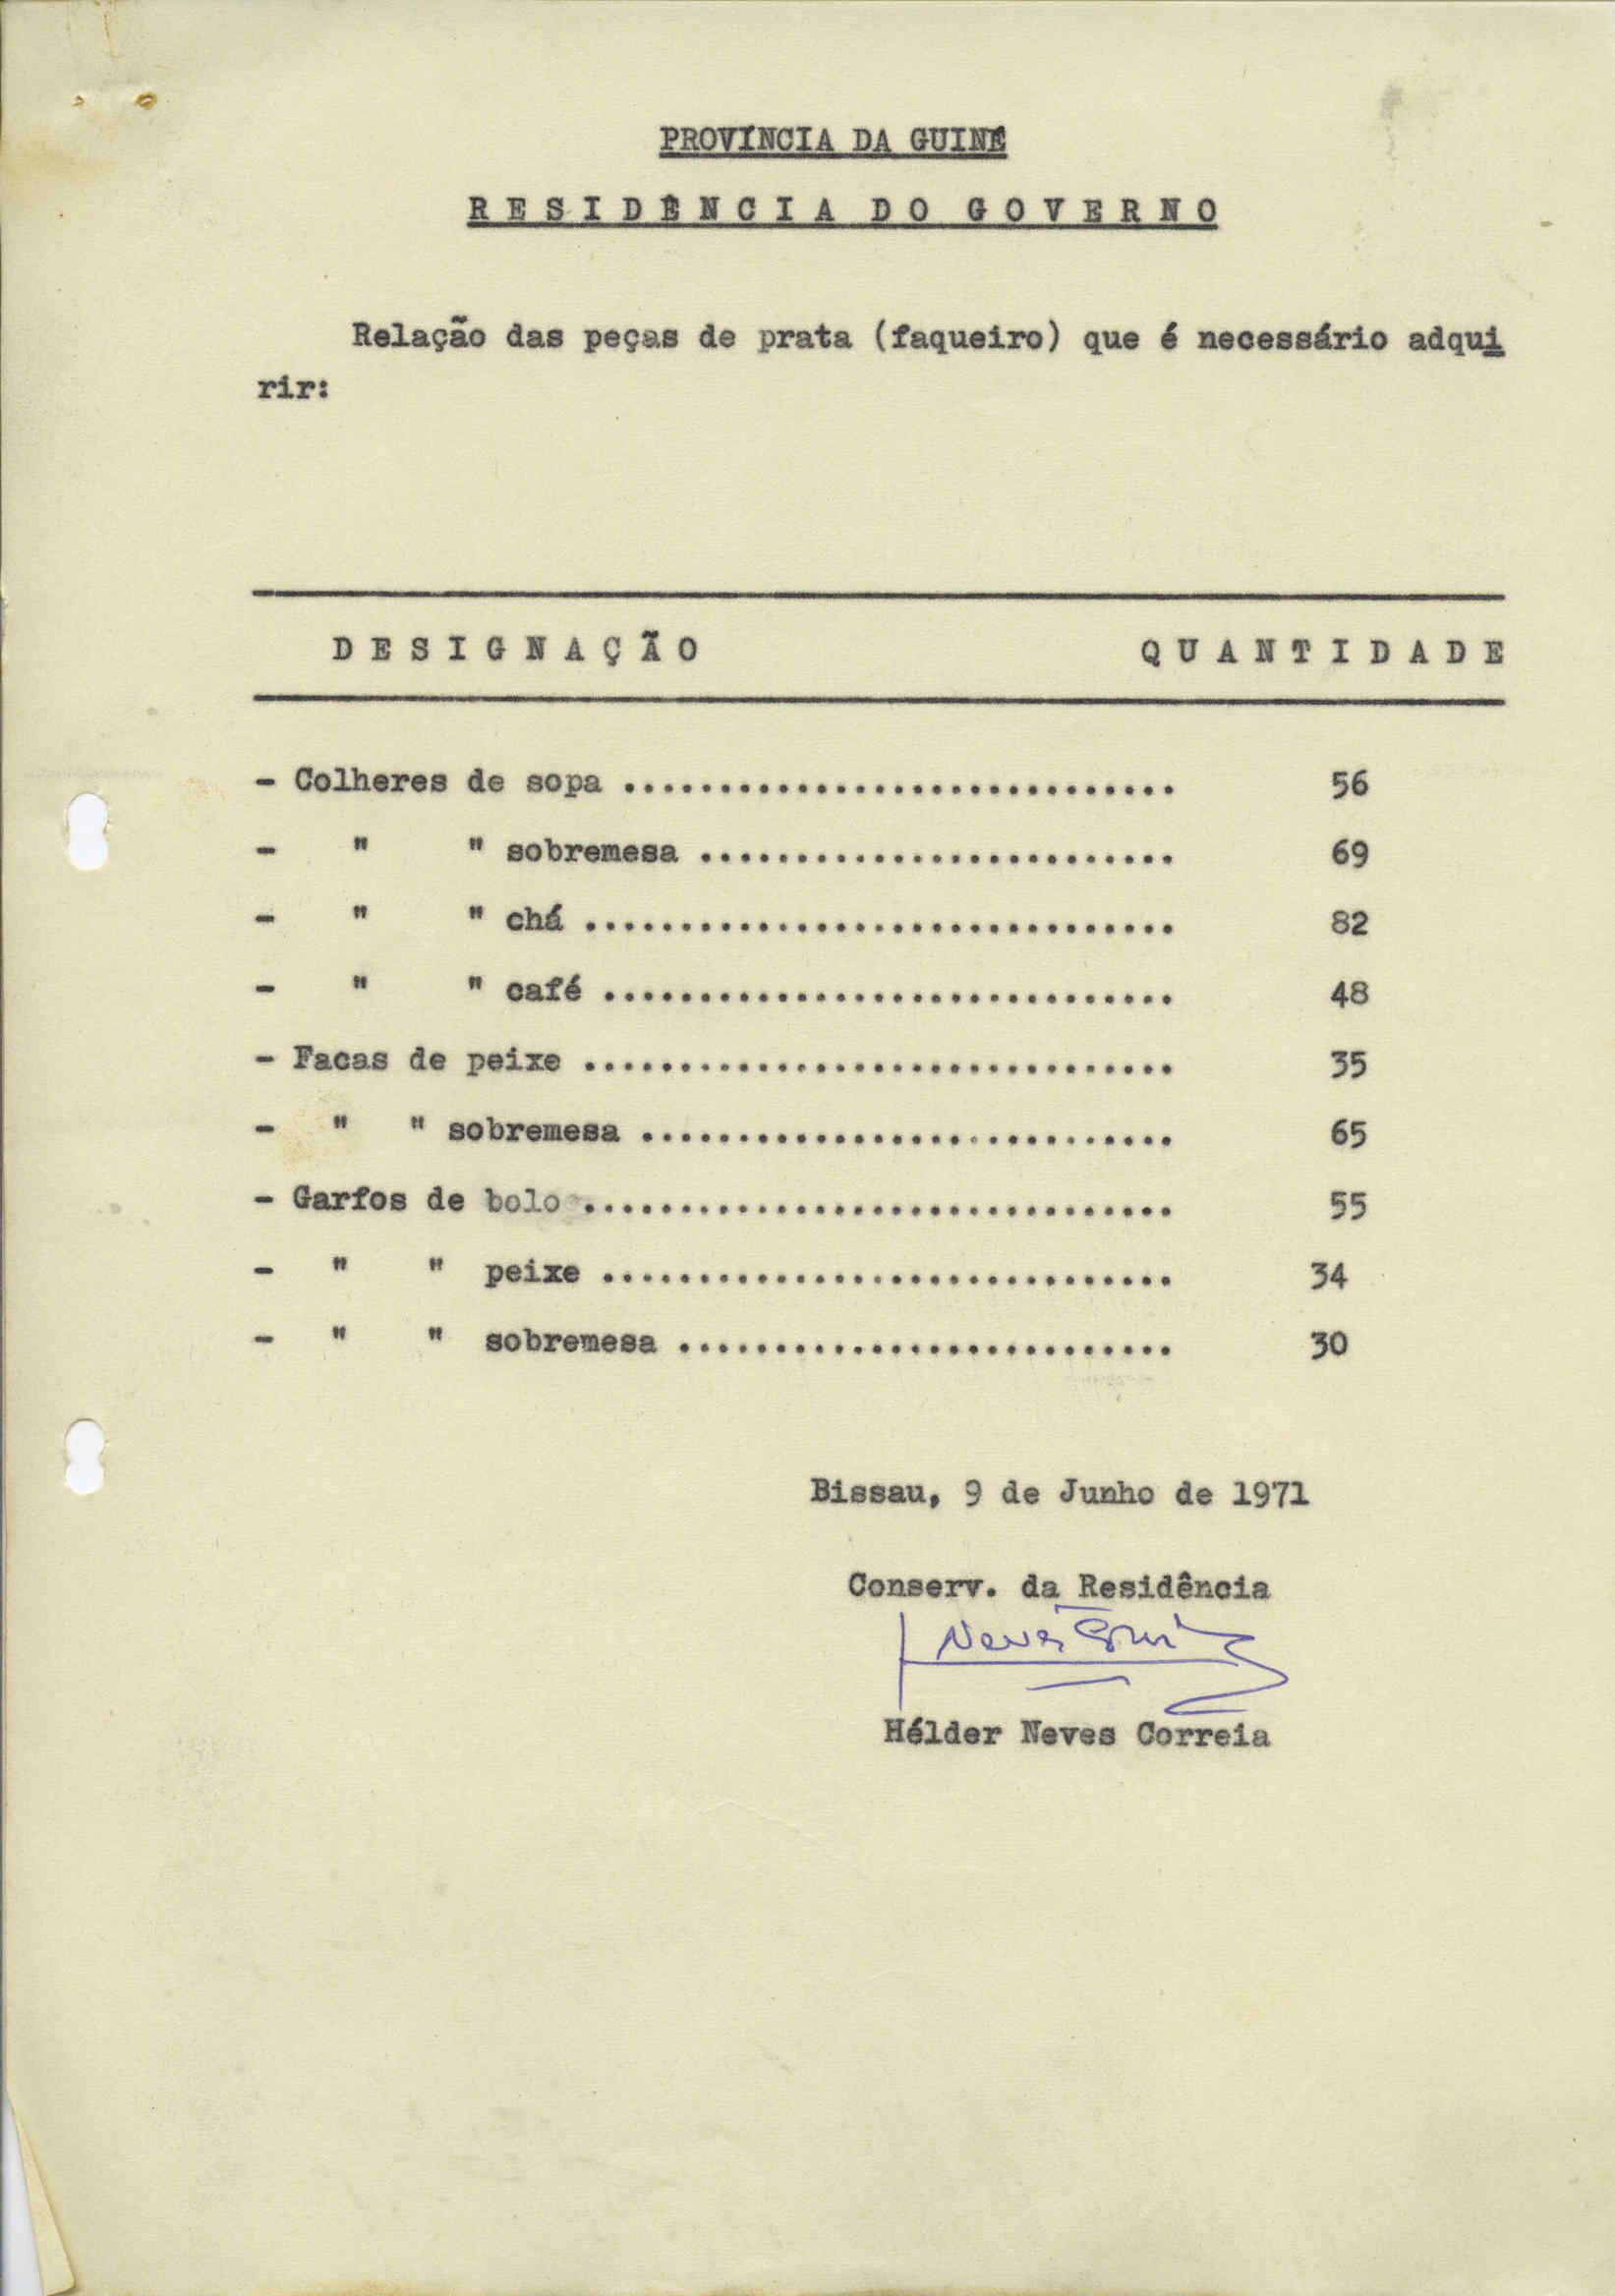 PROVÍNCIA DA GUINÉ
R E S I D Ê N C I A  D O  G O V E R N O
Relação das peças de prata (faqueiro) que é necessário adqui
rir:
D E S I G N A Ç Ã O Q U A N T I D A D E
- Colheres de sopa ............................. 56
- " " sobremesa ......................... 69
- " " chá ............................... 82
- " " café .............................. 48
- Facas de peixe ............................... 35
- " " sobremesa ............................ 65
- Garfos de bolo ............................... 55
- " " peixe .............................. 34
- " " sobremesa .......................... 30
Bissau, 9 de Junho de 1971
Conserv. da Residência
Hélder Neves Correia